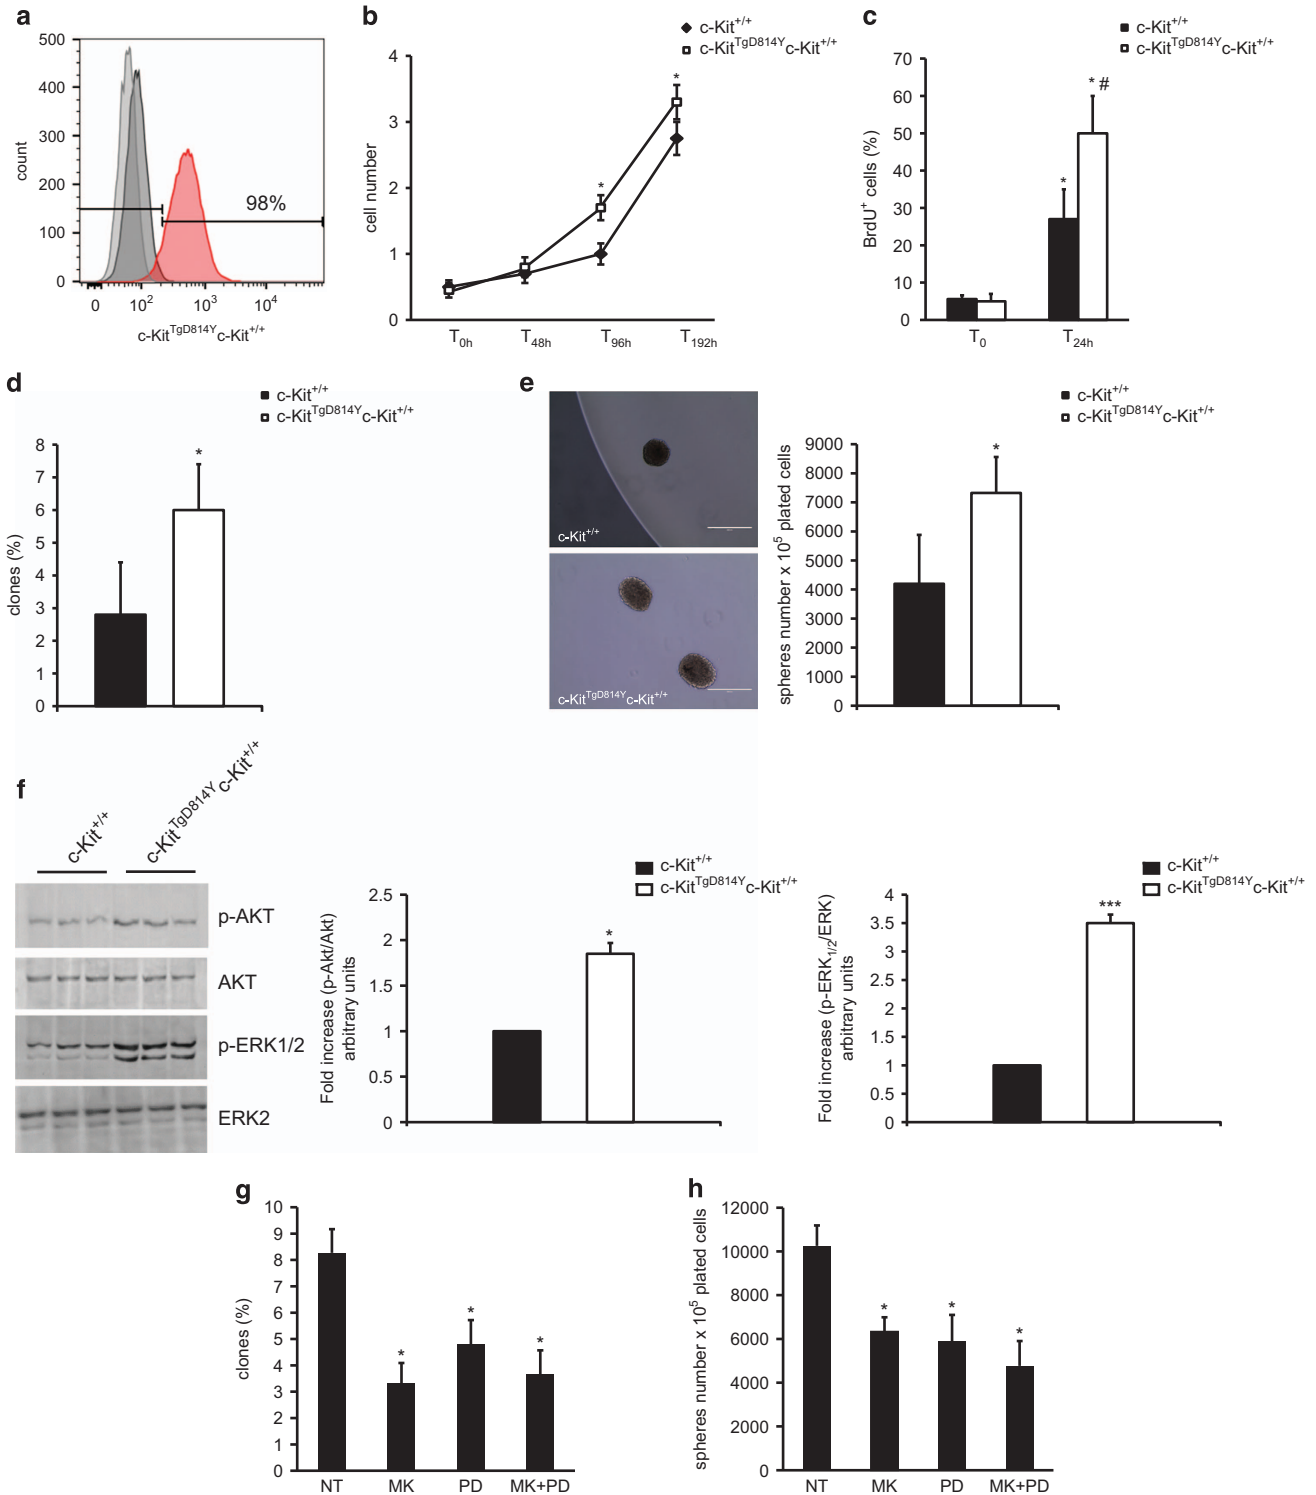 a
500
400
300
200
100
0
count
98%
0 10² 10³ 10⁴
c-Kit^TgD814Y c-Kit^+/+
b
c-Kit^+/+
c-Kit^TgD814Y c-Kit^+/+
4
3
2
1
0
cell number
*
*
T0h T48h T96h T192h
c
c-Kit^+/+
c-Kit^TgD814Y c-Kit^+/+
70
60
50
40
30
20
10
0
BrdU⁺ cells (%)
*
* #
T0 T24h
d
c-Kit^+/+
c-Kit^TgD814Y c-Kit^+/+
8
7
6
5
4
3
2
1
0
clones (%)
*
e
c-Kit^+/+
c-Kit^TgD814Y c-Kit^+/+
c-Kit^+/+
c-Kit^TgD814Y c-Kit^+/+
9000
8000
7000
6000
5000
4000
3000
2000
1000
0
spheres number x 10⁵ plated cells
*
f
c-Kit^+/+
c-Kit^TgD814Y c-Kit^+/+
p-AKT
AKT
p-ERK1/2
ERK2
c-Kit^+/+
c-Kit^TgD814Y c-Kit^+/+
2.5
2
1.5
1
0.5
0
Fold increase (p-Akt/Akt)
arbitrary units
*
c-Kit^+/+
c-Kit^TgD814Y c-Kit^+/+
4
3.5
3
2.5
2
1.5
1
0.5
0
Fold increase (p-ERK1/2/ERK)
arbitrary units
***
g
10
9
8
7
6
5
4
3
2
1
0
clones (%)
*
*
*
NT MK PD MK+PD
h
12000
10000
8000
6000
4000
2000
0
spheres number x 10⁵ plated cells
*
*
*
NT MK PD MK+PD